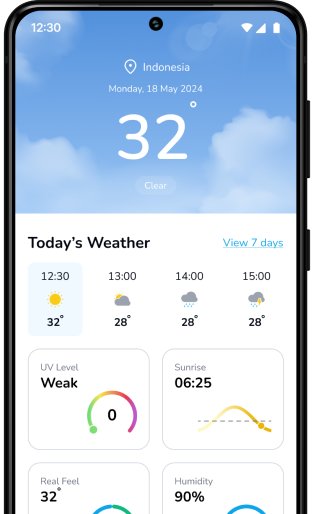 12:30
Indonesia
Monday, 18 May 2024
32°
Clear
Today's Weather View 7 days
12:30 13:00 14:00 15:00
32° 28° 28° 28°
UV Level Sunrise
Weak 06:25
0
Real Feel Humidity
32° 90%